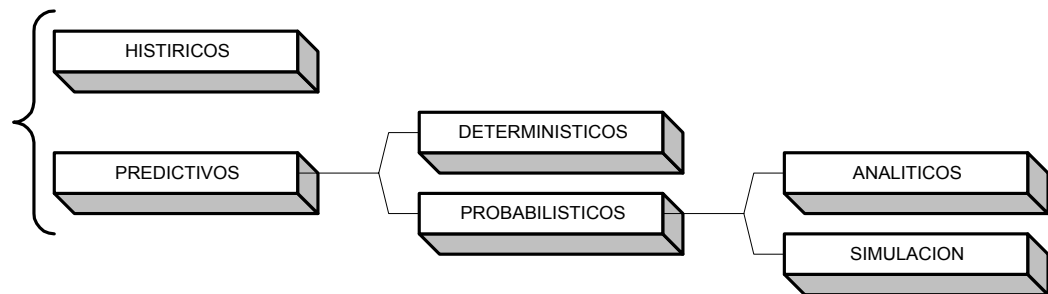 HISTIRICOS
PREDICTIVOS
DETERMINISTICOS
PROBABILISTICOS
ANALITICOS
SIMULACION